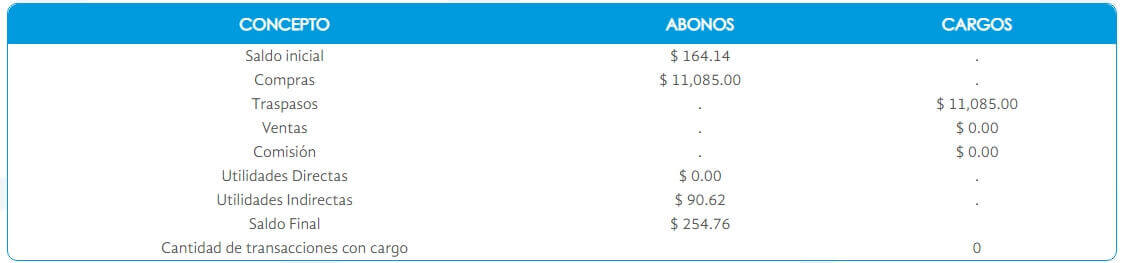 CONCEPTO ABONOS CARGOS
Saldo inicial $ 164.14 .
Compras $ 11,085.00 .
Traspasos . $ 11,085.00
Ventas . $ 0.00
Comisión . $ 0.00
Utilidades Directas $ 0.00 .
Utilidades Indirectas $ 90.62 .
Saldo Final $ 254.76
Cantidad de transacciones con cargo 0